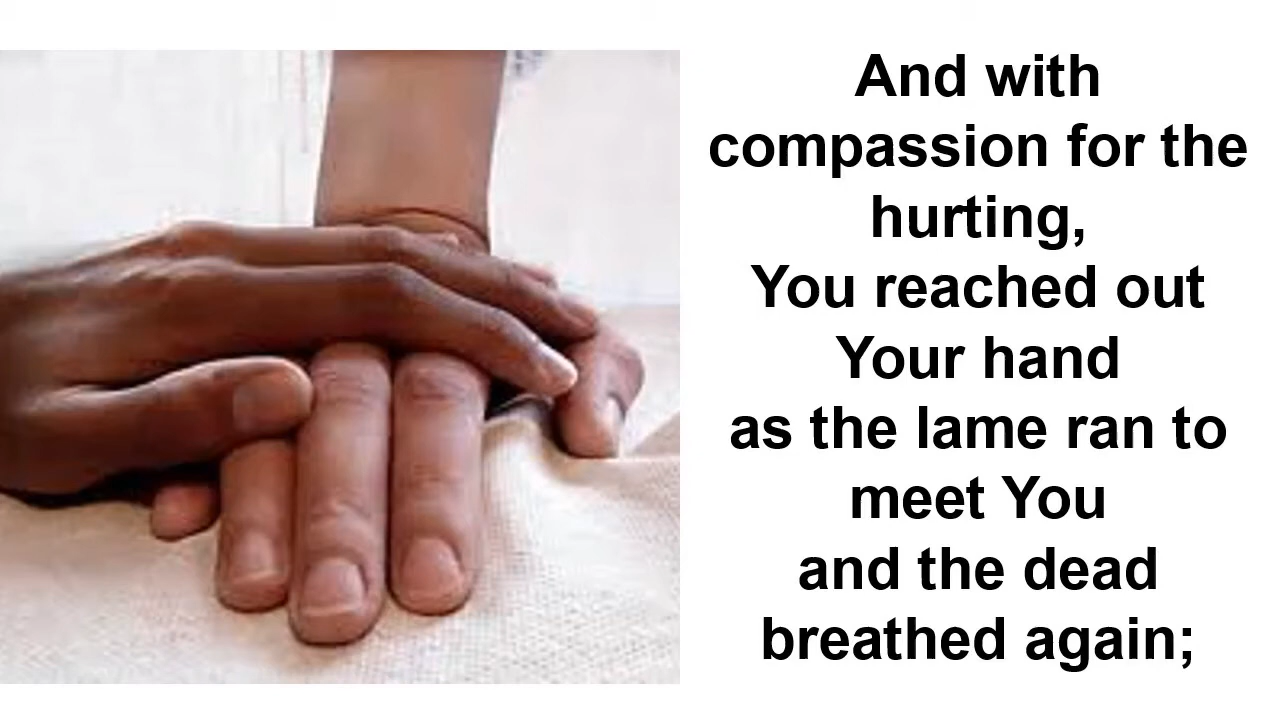 And with
compassion for the
hurting,
You reached out
Your hand
as the lame ran to
meet You
and the dead
breathed again;